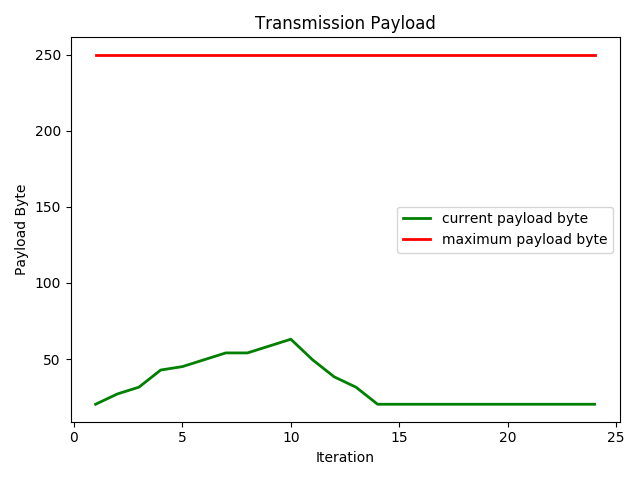 Transmission Payload
250
200
150
100
50
Payload Byte
current payload byte
maximum payload byte
0
5
10
15
20
25
Iteration